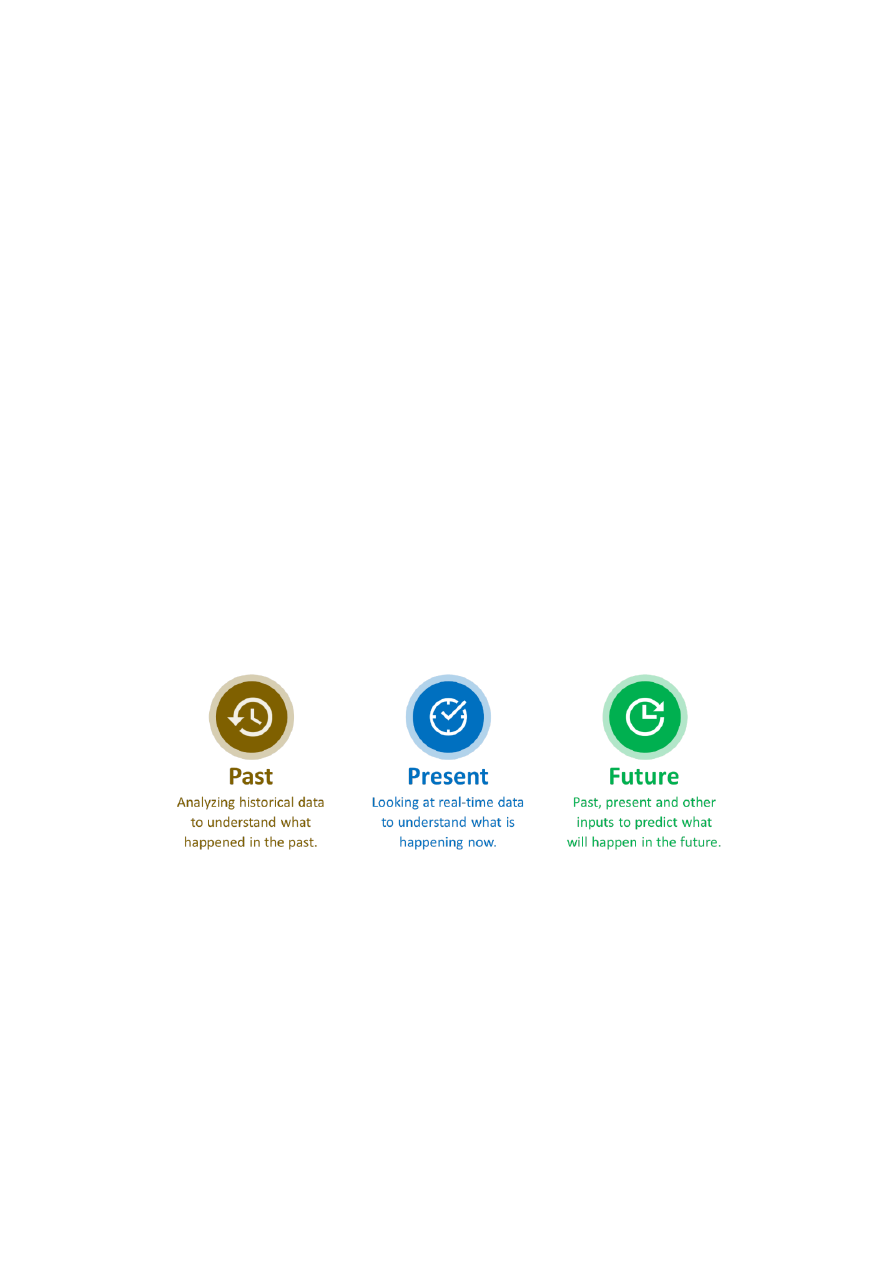 Past
Analyzing historical data
to understand what
happened in the past.
Present
Looking at real-time data
to understand what is
happening now.
Future
Past, present and other
inputs to predict what
will happen in the future.